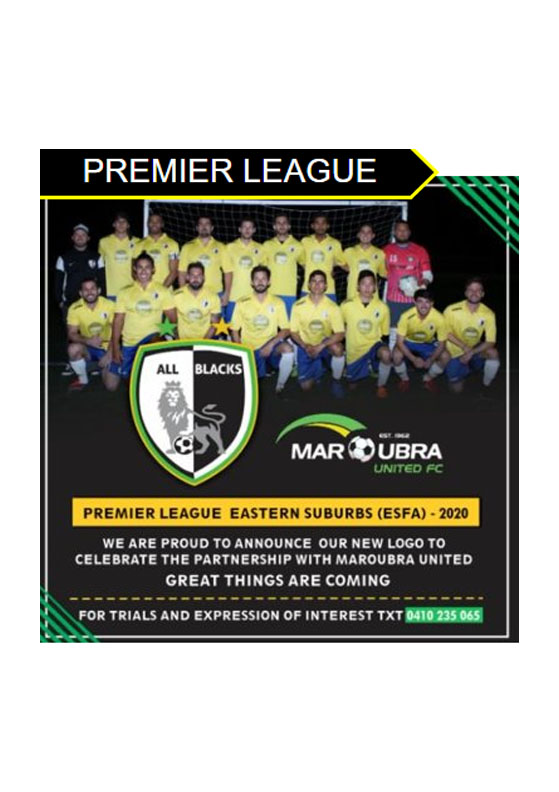 PREMIER LEAGUE
ALL BLACKS
EST. 1962
MAROUBRA
UNITED FC
PREMIER LEAGUE EASTERN SUBURBS (ESFA) - 2020
WE ARE PROUD TO ANNOUNCE OUR NEW LOGO TO
CELEBRATE THE PARTNERSHIP WITH MAROUBRA UNITED
GREAT THINGS ARE COMING
FOR TRIALS AND EXPRESSION OF INTEREST TXT 0410 235 065